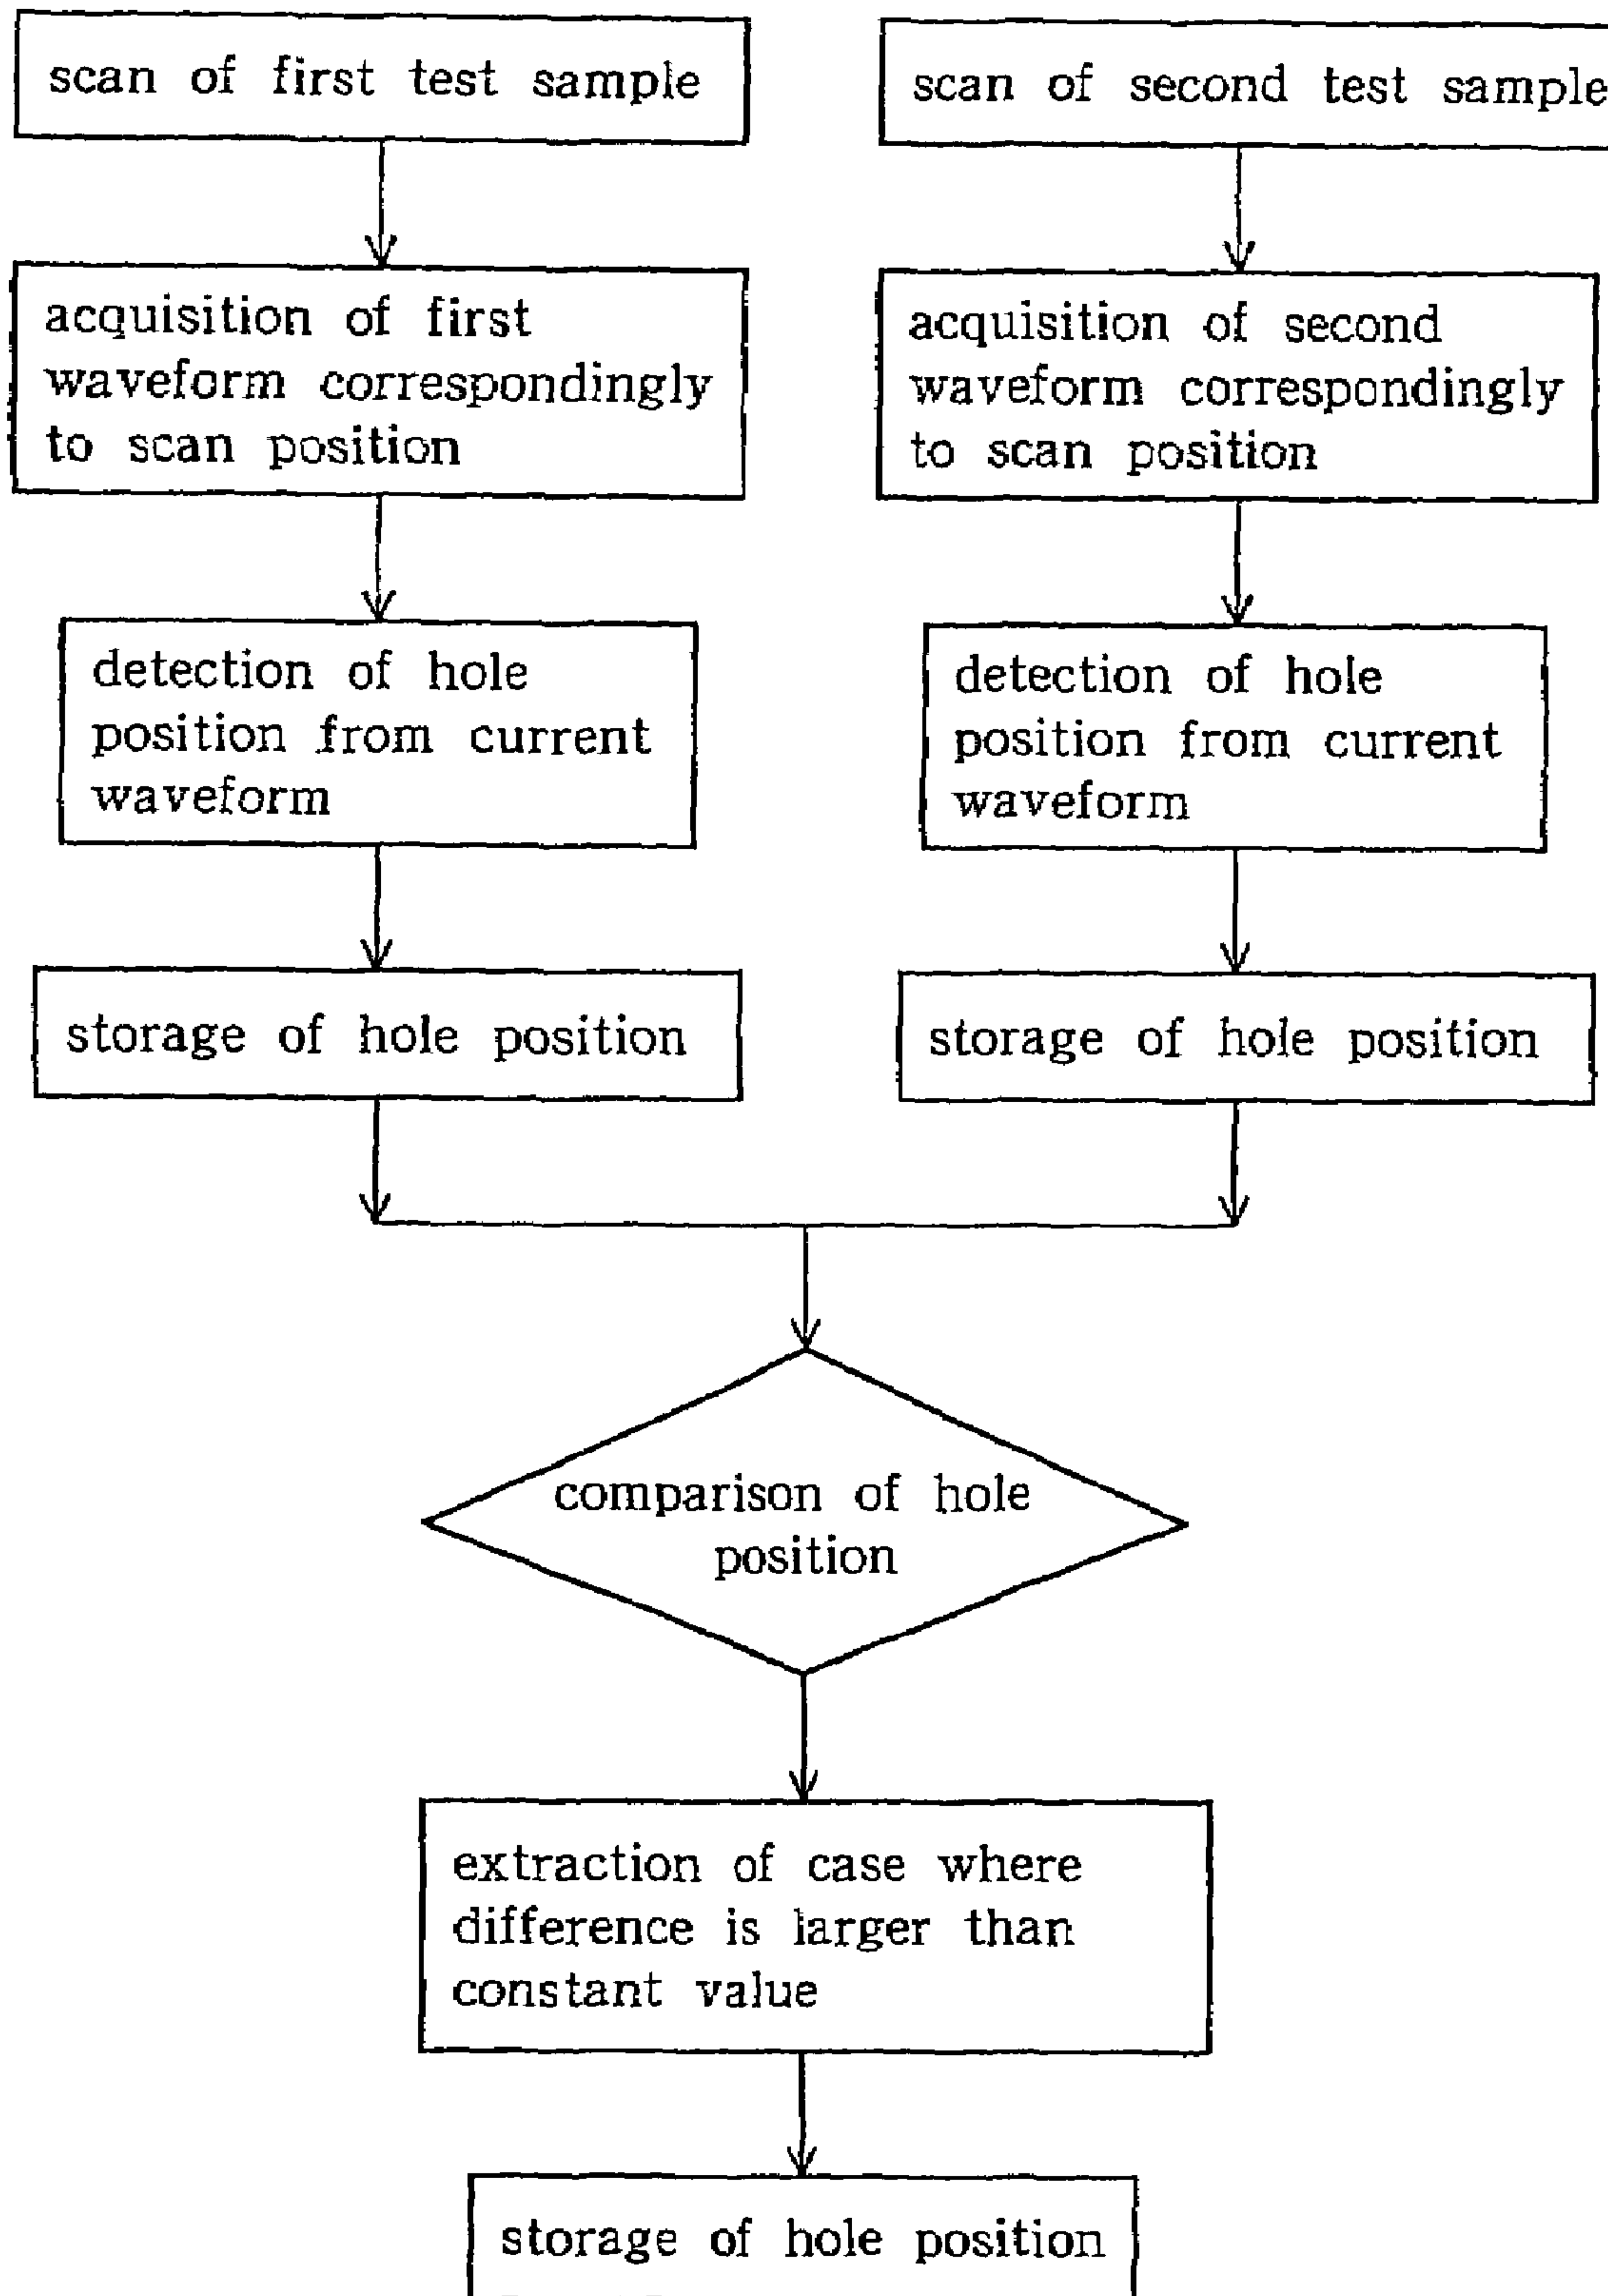 scan of first test sample
acquisition of first
waveform correspondingly
to scan position
detection of hole
position from current
waveform
storage of hole position
scan of second test sample
acquisition of second
waveform correspondingly
to scan position
detection of hole
position from current
waveform
storage of hole position
comparison of hole
position
extraction of case where
difference is larger than
constant value
storage of hole position